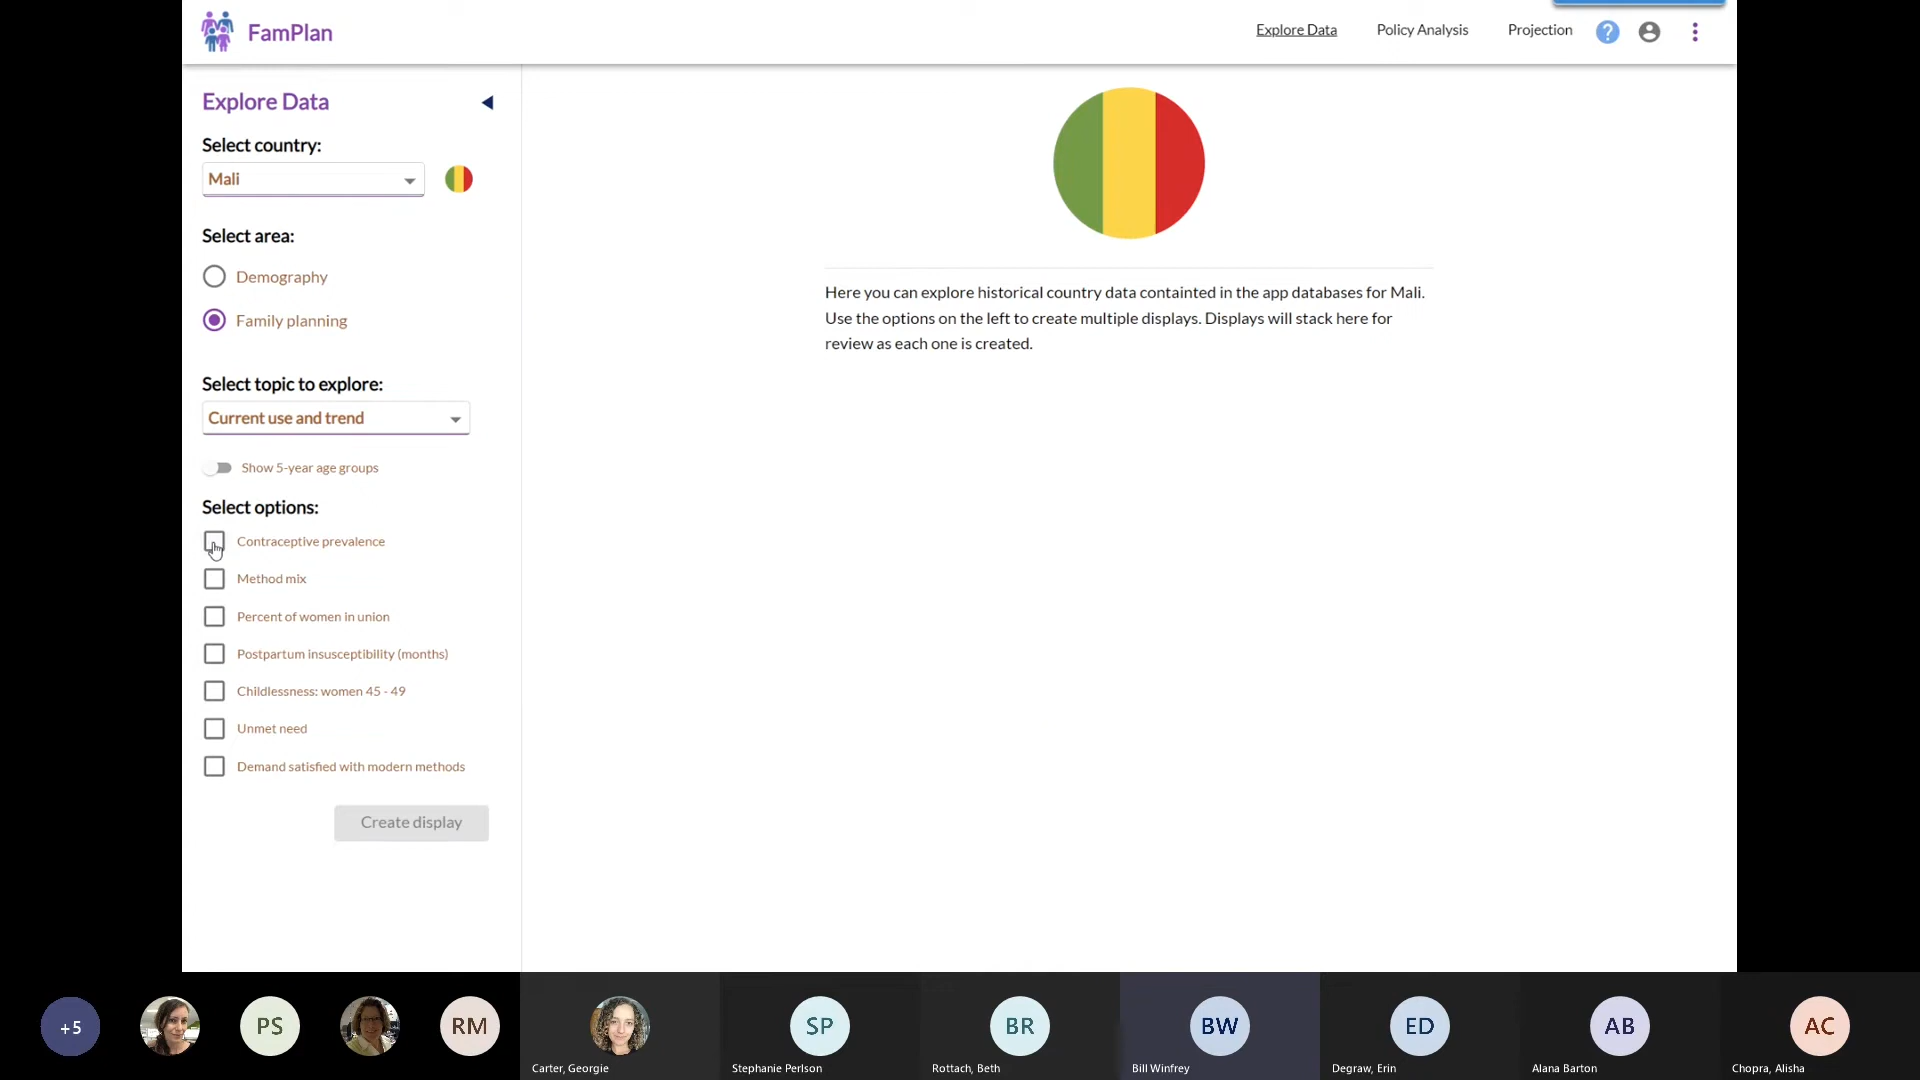 FamPlan
Explore Data
Policy Analysis
Projection
?
Explore Data
Select country:
Mali
Select area:
Demography
Family planning
Select topic to explore:
Current use and trend
Show 5-year age groups
Select options:
Contraceptive prevalence
Method mix
Percent of women in union
Postpartum insusceptibility (months)
Childlessness: women 45 - 49
Unmet need
Demand satisfied with modern methods
Create display
Here you can explore historical country data containted in the app databases for Mali.
Use the options on the left to create multiple displays. Displays will stack here for
review as each one is created.
+5
PS
RM
Carter, Georgie
SP
Stephanie Perlson
BR
Rottach, Beth
BW
Bill Winfrey
ED
Degraw, Erin
AB
Alana Barton
AC
Chopra, Alisha